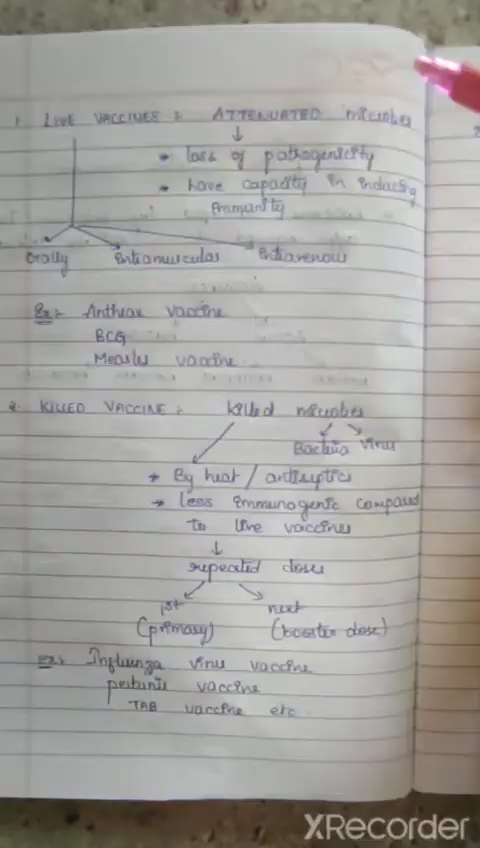 1. LIVE VACCINES : ATTENUATED microbes
* loss of pathogenicity
* have capacity in inducing
immunity
Orally Intramuscular Intravenous
Ex:- Anthrax vaccine
BCG
Measles vaccine
2. KILLED VACCINE : Killed microbes
Bacteria Virus
* By heat / antiseptics
* less immunogenic compared
to live vaccines
repeated doses
1st next
(primary) (booster dose)
Ex:- Influenza virus vaccine
pertusis vaccine
TAB vaccine etc
XRecorder